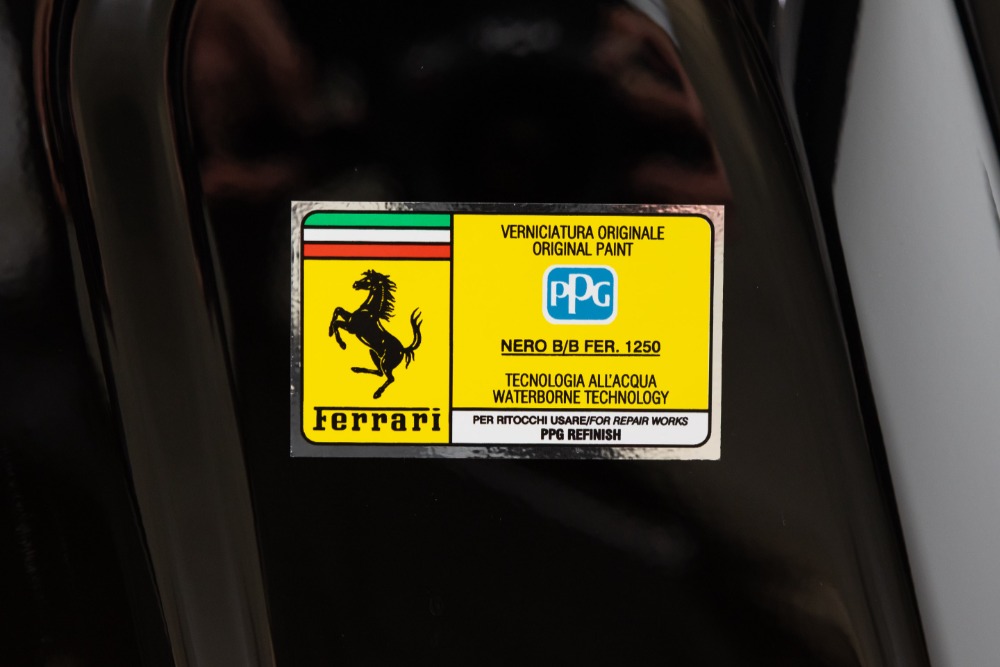 VERNICIATURA ORIGINALE
ORIGINAL PAINT
PPG
NERO B/B FER. 1250
TECNOLOGIA ALL'ACQUA
WATERBORNE TECHNOLOGY
Ferrari
PER RITOCCHI USARE/FOR REPAIR WORKS
PPG REFINISH